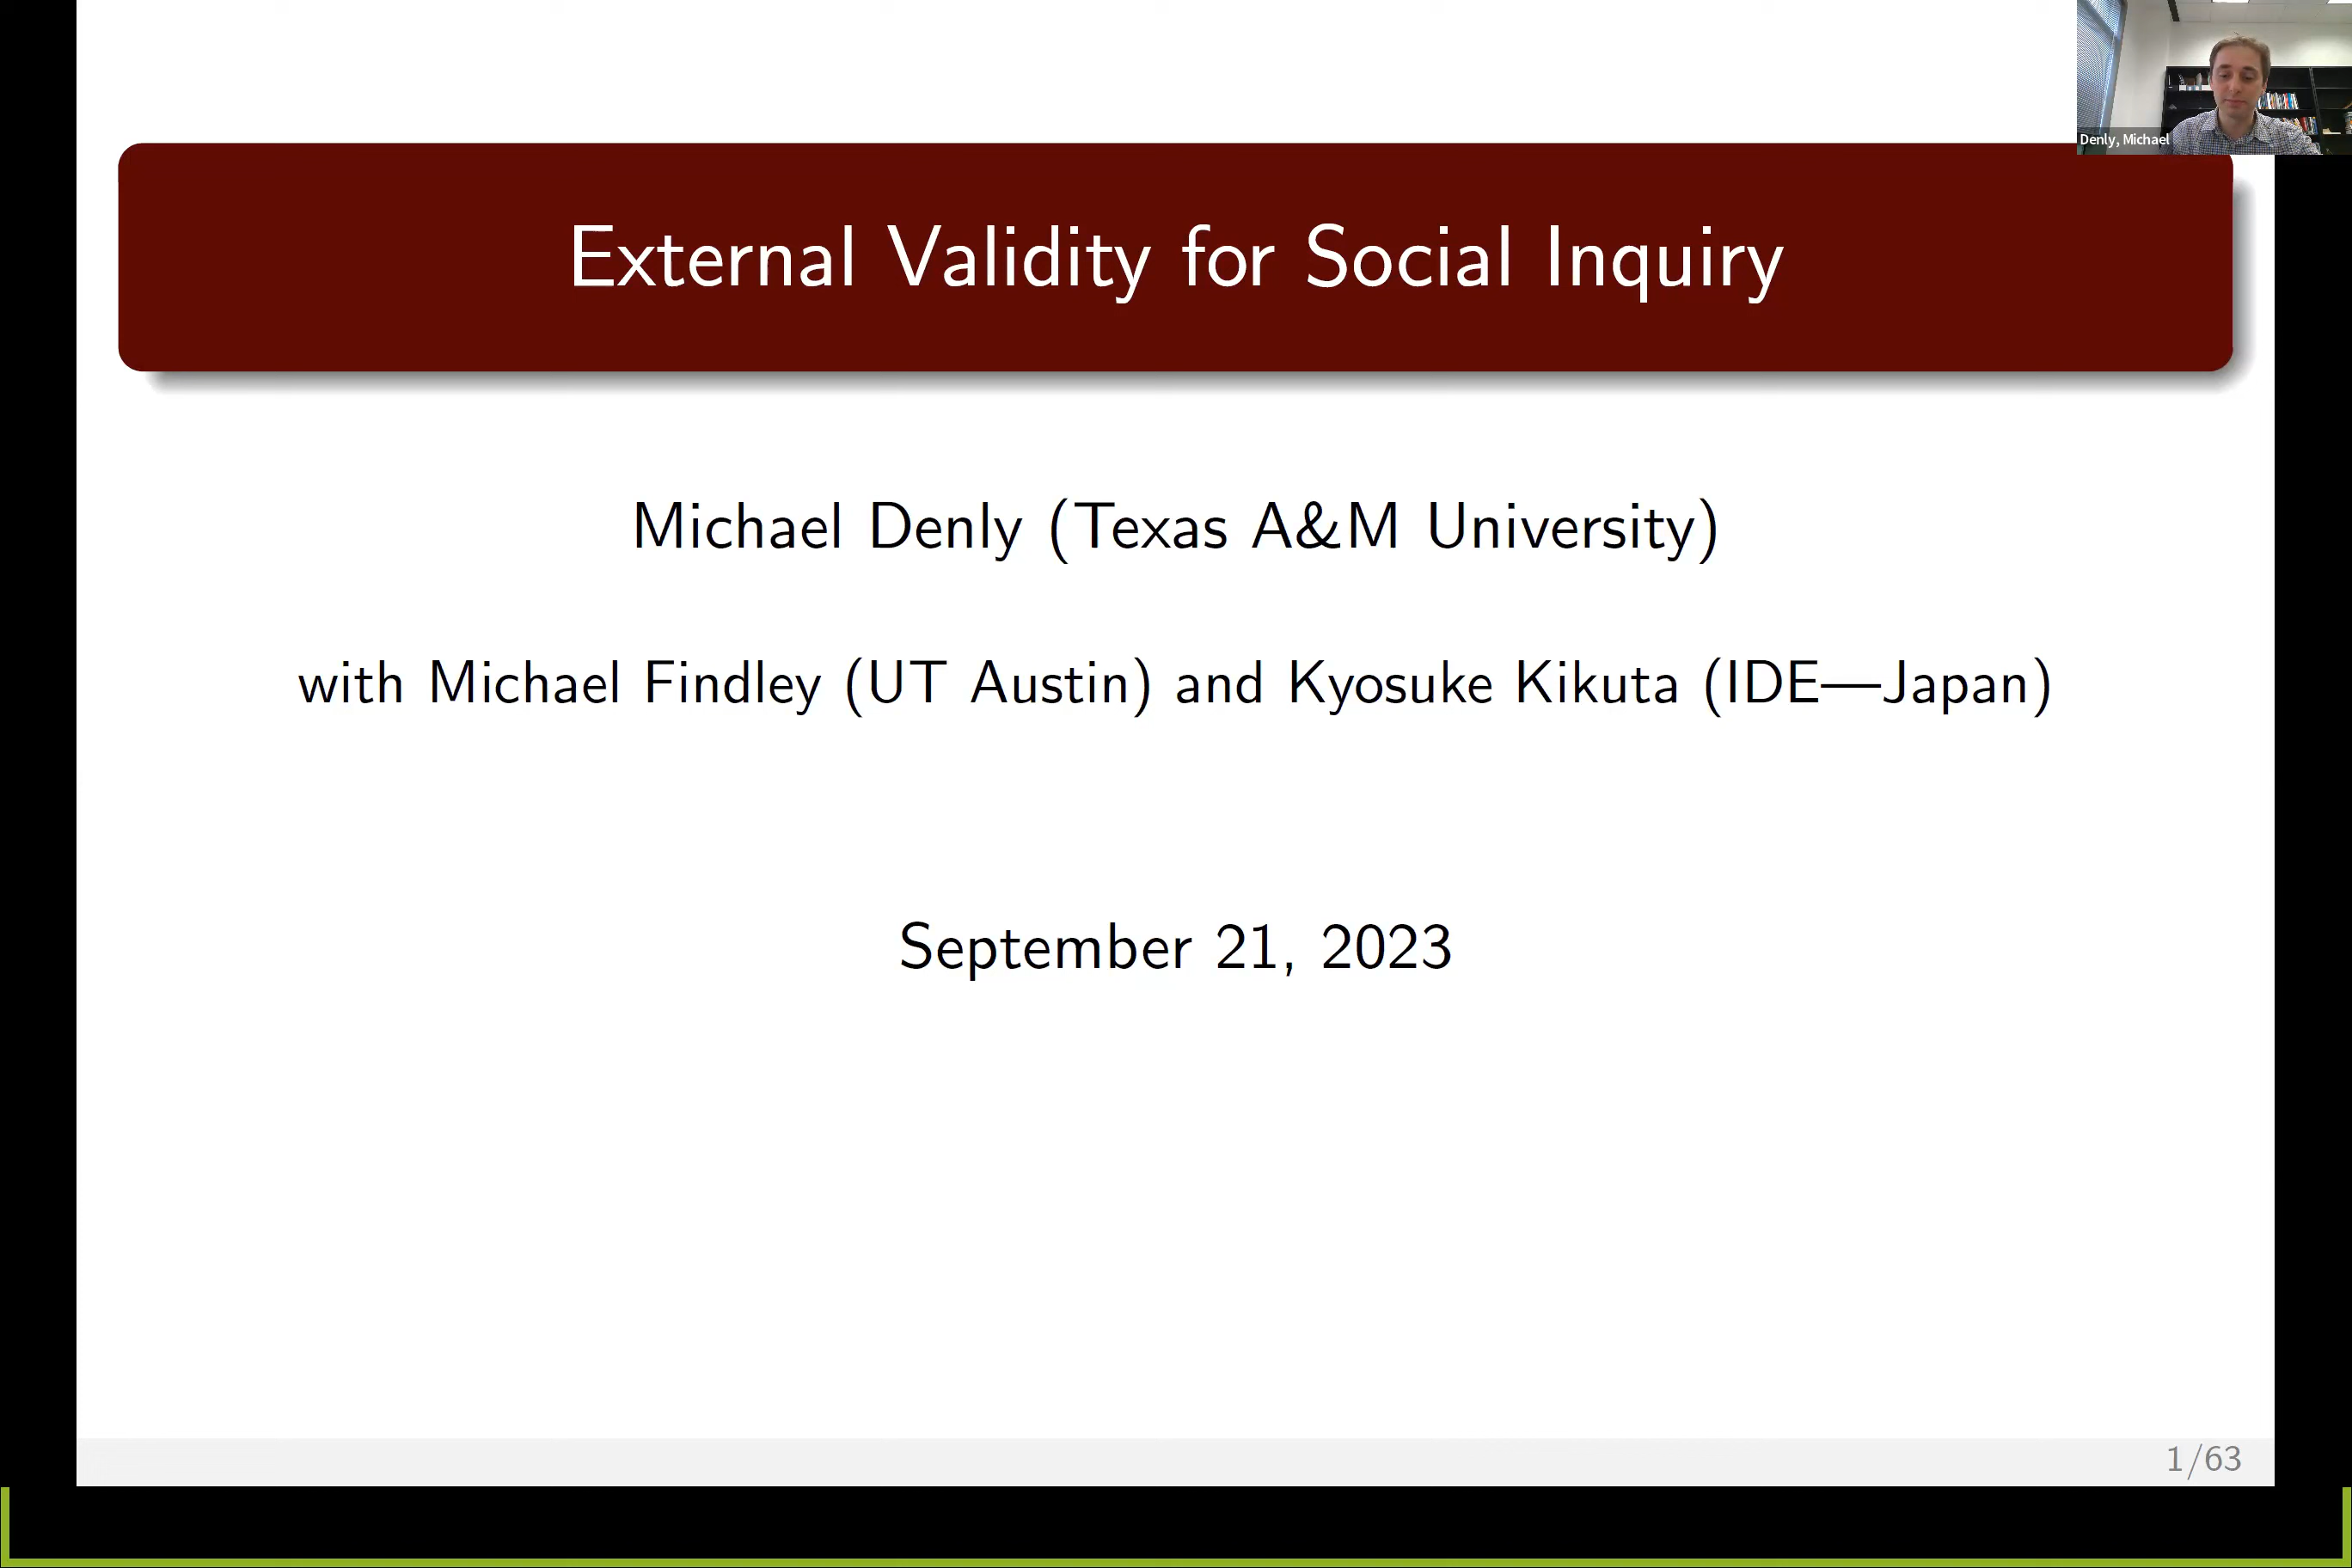 Denly, Michael
External Validity for Social Inquiry
Michael Denly (Texas A&M University)
with Michael Findley (UT Austin) and Kyosuke Kikuta (IDE—Japan)
September 21, 2023
1/63